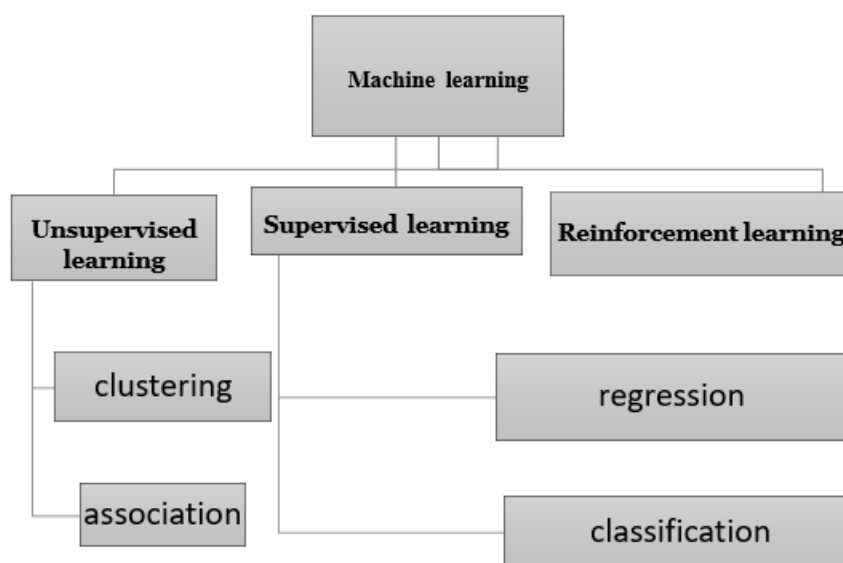 Machine learning
Unsupervised
learning
Supervised learning
Reinforcement learning
clustering
regression
association
classification